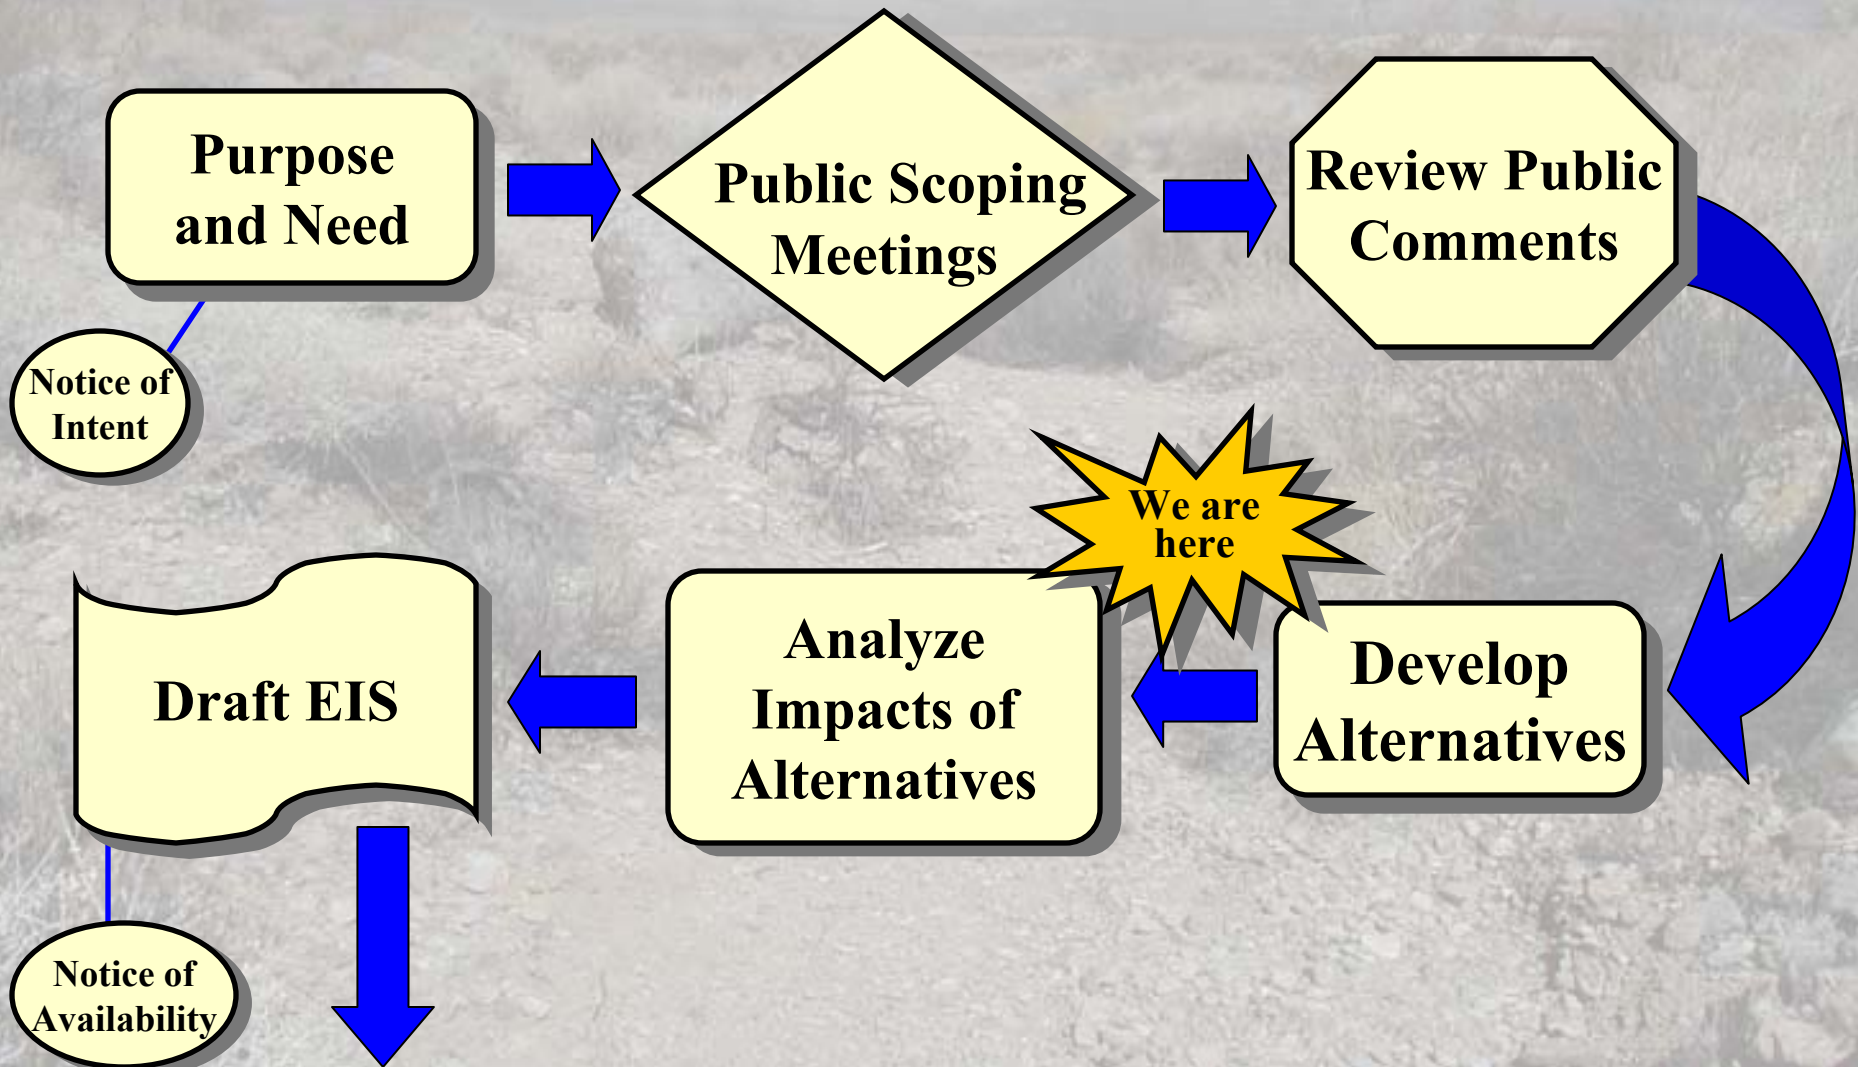 Purpose
and Need
Public Scoping
Meetings
Review Public
Comments
Notice of
Intent
We are
here
Develop
Alternatives
Analyze
Impacts of
Alternatives
Draft EIS
Notice of
Availability